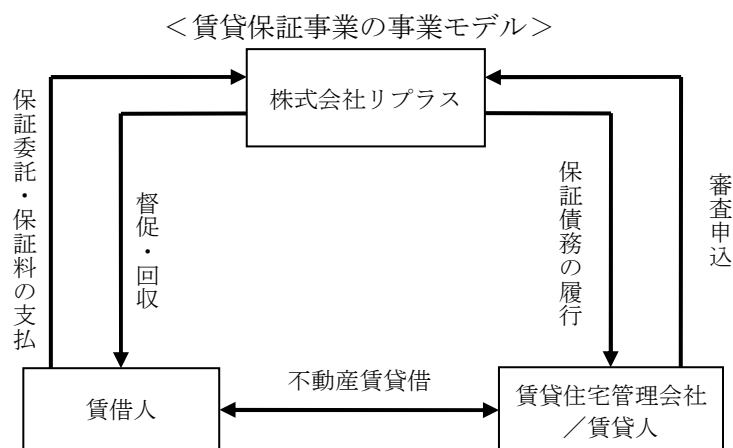 ＜賃貸保証事業の事業モデル＞
株式会社リプラス
保証委託・保証料の支払
督促・回収
保証債務の履行
審査申込
不動産賃貸借
賃借人
賃貸住宅管理会社
／賃貸人